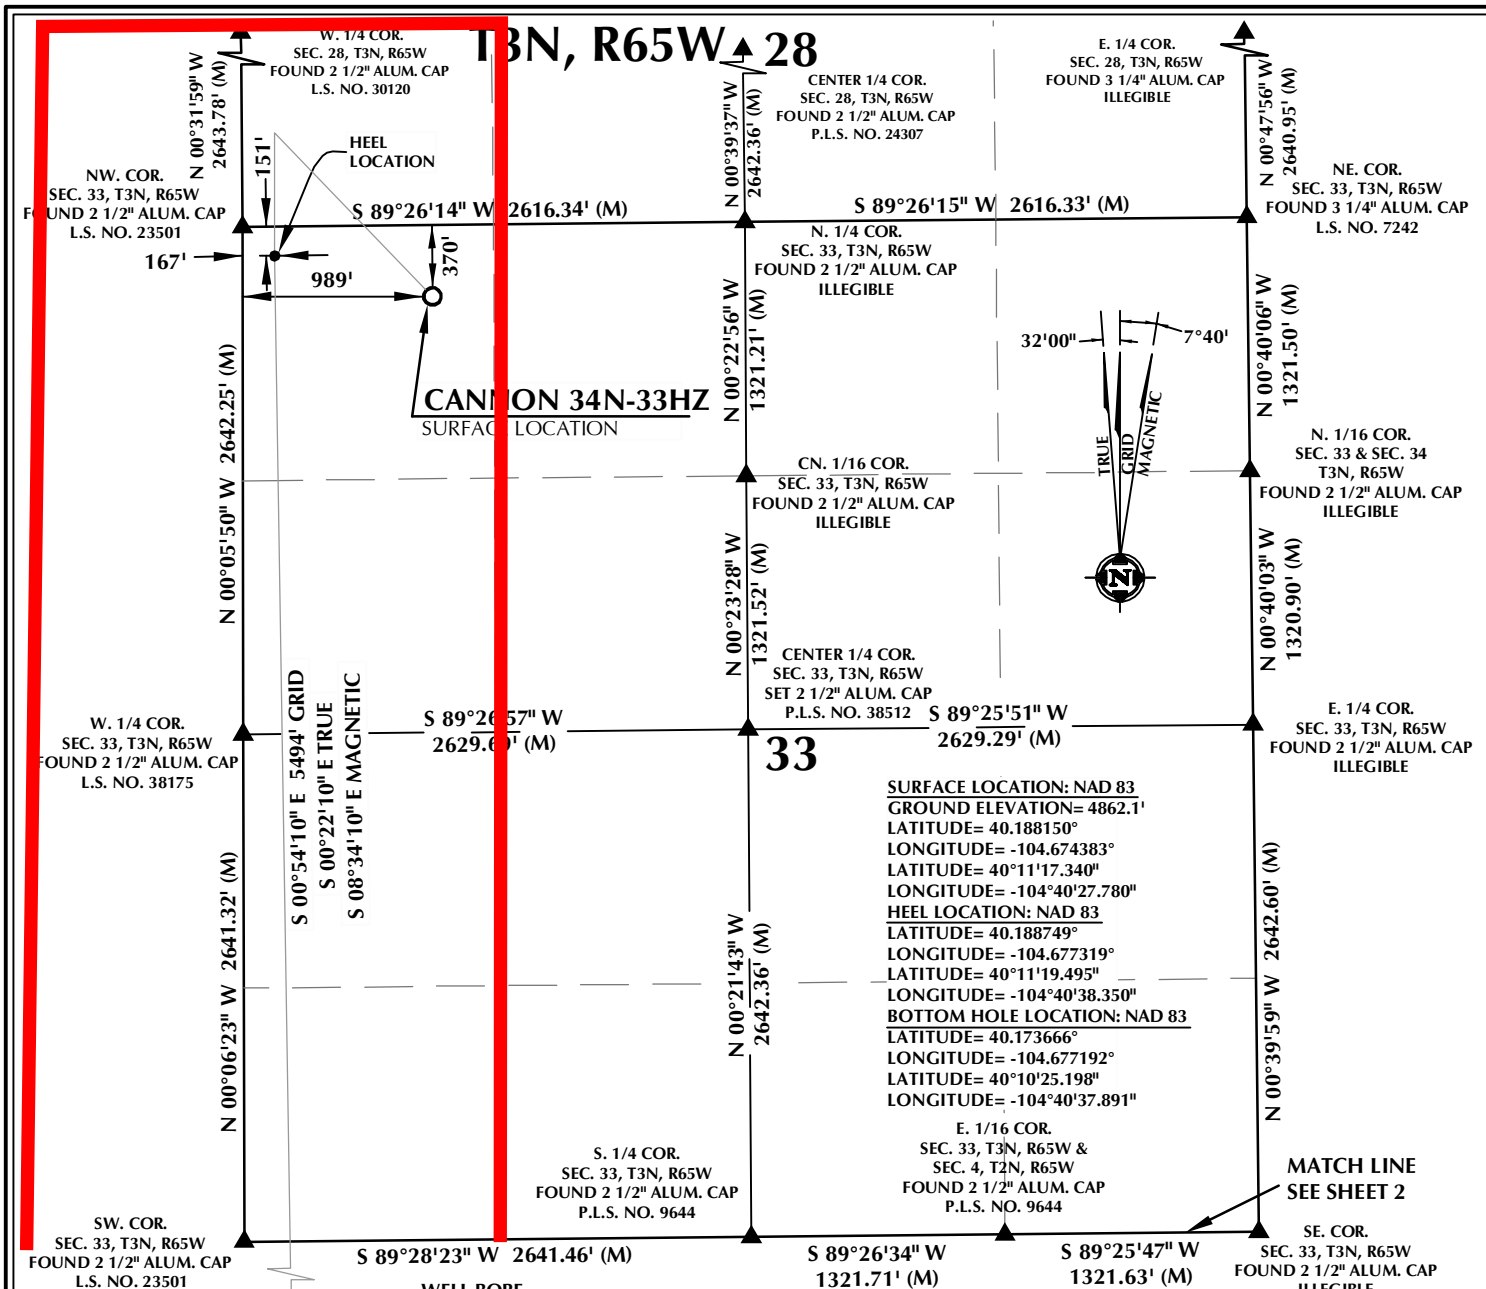 T3N, R65W
28
W. 1/4 COR.
SEC. 28, T3N, R65W
FOUND 2 1/2" ALUM. CAP
L.S. NO. 30120
N 00°31'59" W
2643.78' (M)
CENTER 1/4 COR.
SEC. 28, T3N, R65W
FOUND 2 1/2" ALUM. CAP
P.L.S. NO. 24307
N 00°39'37" W
2642.36' (M)
E. 1/4 COR.
SEC. 28, T3N, R65W
FOUND 3 1/4" ALUM. CAP
ILLEGIBLE
N 00°47'56" W
2640.95' (M)
151'
HEEL
LOCATION
NW. COR.
SEC. 33, T3N, R65W
FOUND 2 1/2" ALUM. CAP
L.S. NO. 23501
S 89°26'14" W 2616.34' (M)
S 89°26'15" W 2616.33' (M)
NE. COR.
SEC. 33, T3N, R65W
FOUND 3 1/4" ALUM. CAP
L.S. NO. 7242
N. 1/4 COR.
SEC. 33, T3N, R65W
FOUND 2 1/2" ALUM. CAP
ILLEGIBLE
167'
989'
370'
CANNON 34N-33HZ
SURFACE LOCATION
N 00°05'50" W 2642.25' (M)
N 00°22'56" W
1321.21' (M)
32'00"
7°40'
TRUE
GRID
MAGNETIC
N
N 00°40'06" W
1321.50' (M)
CN. 1/16 COR.
SEC. 33, T3N, R65W
FOUND 2 1/2" ALUM. CAP
ILLEGIBLE
N. 1/16 COR.
SEC. 33 & SEC. 34
T3N, R65W
FOUND 2 1/2" ALUM. CAP
ILLEGIBLE
N 00°23'28" W
1321.52' (M)
N 00°40'03" W
1320.90' (M)
CENTER 1/4 COR.
SEC. 33, T3N, R65W
SET 2 1/2" ALUM. CAP
P.L.S. NO. 38512
W. 1/4 COR.
SEC. 33, T3N, R65W
FOUND 2 1/2" ALUM. CAP
L.S. NO. 38175
S 00°54'10" E 5494' GRID
S 00°22'10" E TRUE
S 08°34'10" E MAGNETIC
S 89°26'57" W
(M)
S 89°25'51" W
2629.29' (M)
E. 1/4 COR.
SEC. 33, T3N, R65W
FOUND 2 1/2" ALUM. CAP
ILLEGIBLE
33
SURFACE LOCATION: NAD 83
GROUND ELEVATION= 4862.1'
LATITUDE= 40.188150°
LONGITUDE= -104.674383°
LATITUDE= 40°11'17.340"
LONGITUDE= -104°40'27.780"
HEEL LOCATION: NAD 83
LATITUDE= 40.188749°
LONGITUDE= -104.677319°
LATITUDE= 40°11'19.495"
LONGITUDE= -104°40'38.350"
BOTTOM HOLE LOCATION: NAD 83
LATITUDE= 40.173666°
LONGITUDE= -104.677192°
LATITUDE= 40°10'25.198"
LONGITUDE= -104°40'37.891"
N 00°06'23" W 2641.32' (M)
N 00°21'43" W
2642.36' (M)
N 00°39'59" W 2642.60' (M)
S. 1/4 COR.
SEC. 33, T3N, R65W
FOUND 2 1/2" ALUM. CAP
P.L.S. NO. 9644
E. 1/16 COR.
SEC. 33, T3N, R65W &
SEC. 4, T2N, R65W
FOUND 2 1/2" ALUM. CAP
P.L.S. NO. 9644
MATCH LINE
SEE SHEET 2
SW. COR.
SEC. 33, T3N, R65W
FOUND 2 1/2" ALUM. CAP
L.S. NO. 23501
S 89°28'23" W 2641.46' (M)
S 89°26'34" W
1321.71' (M)
S 89°25'47" W
1321.63' (M)
SE. COR.
SEC. 33, T3N, R65W
FOUND 2 1/2" ALUM. CAP
ILLEGIBLE
WELL BORE